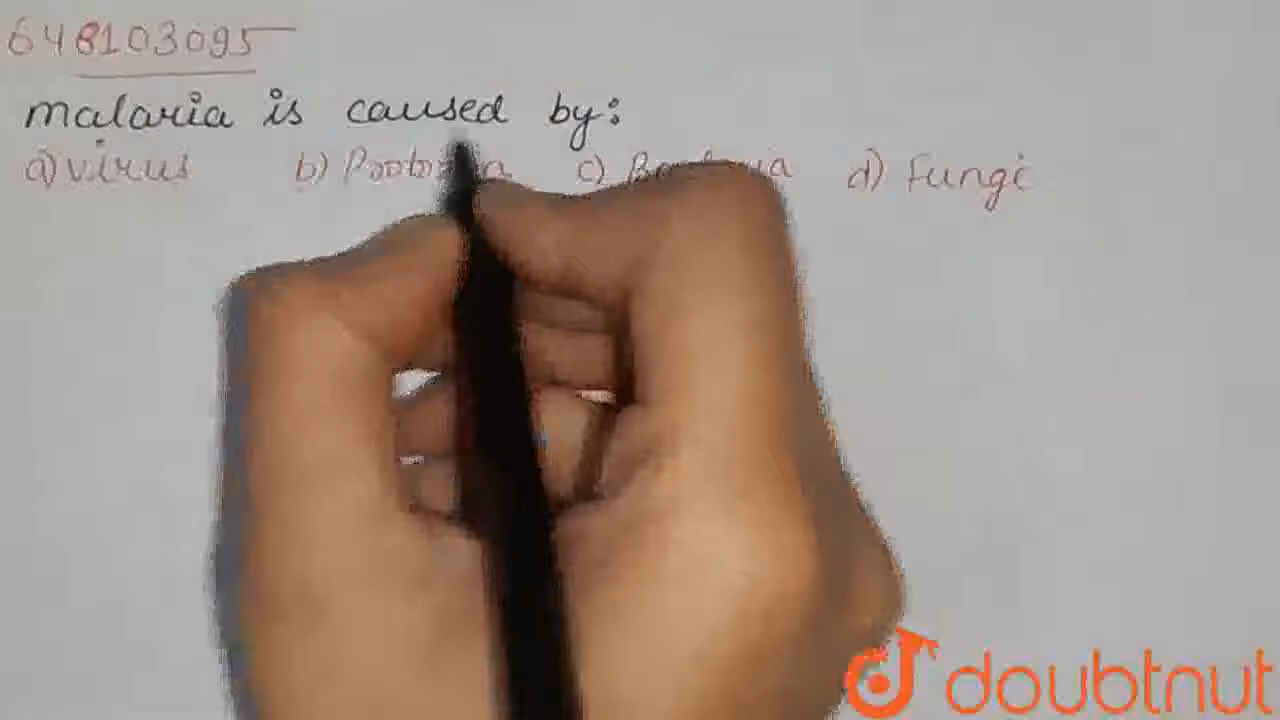 648103095
malaria is caused by:
a) virus b) c) d) Fungi
doubtnut